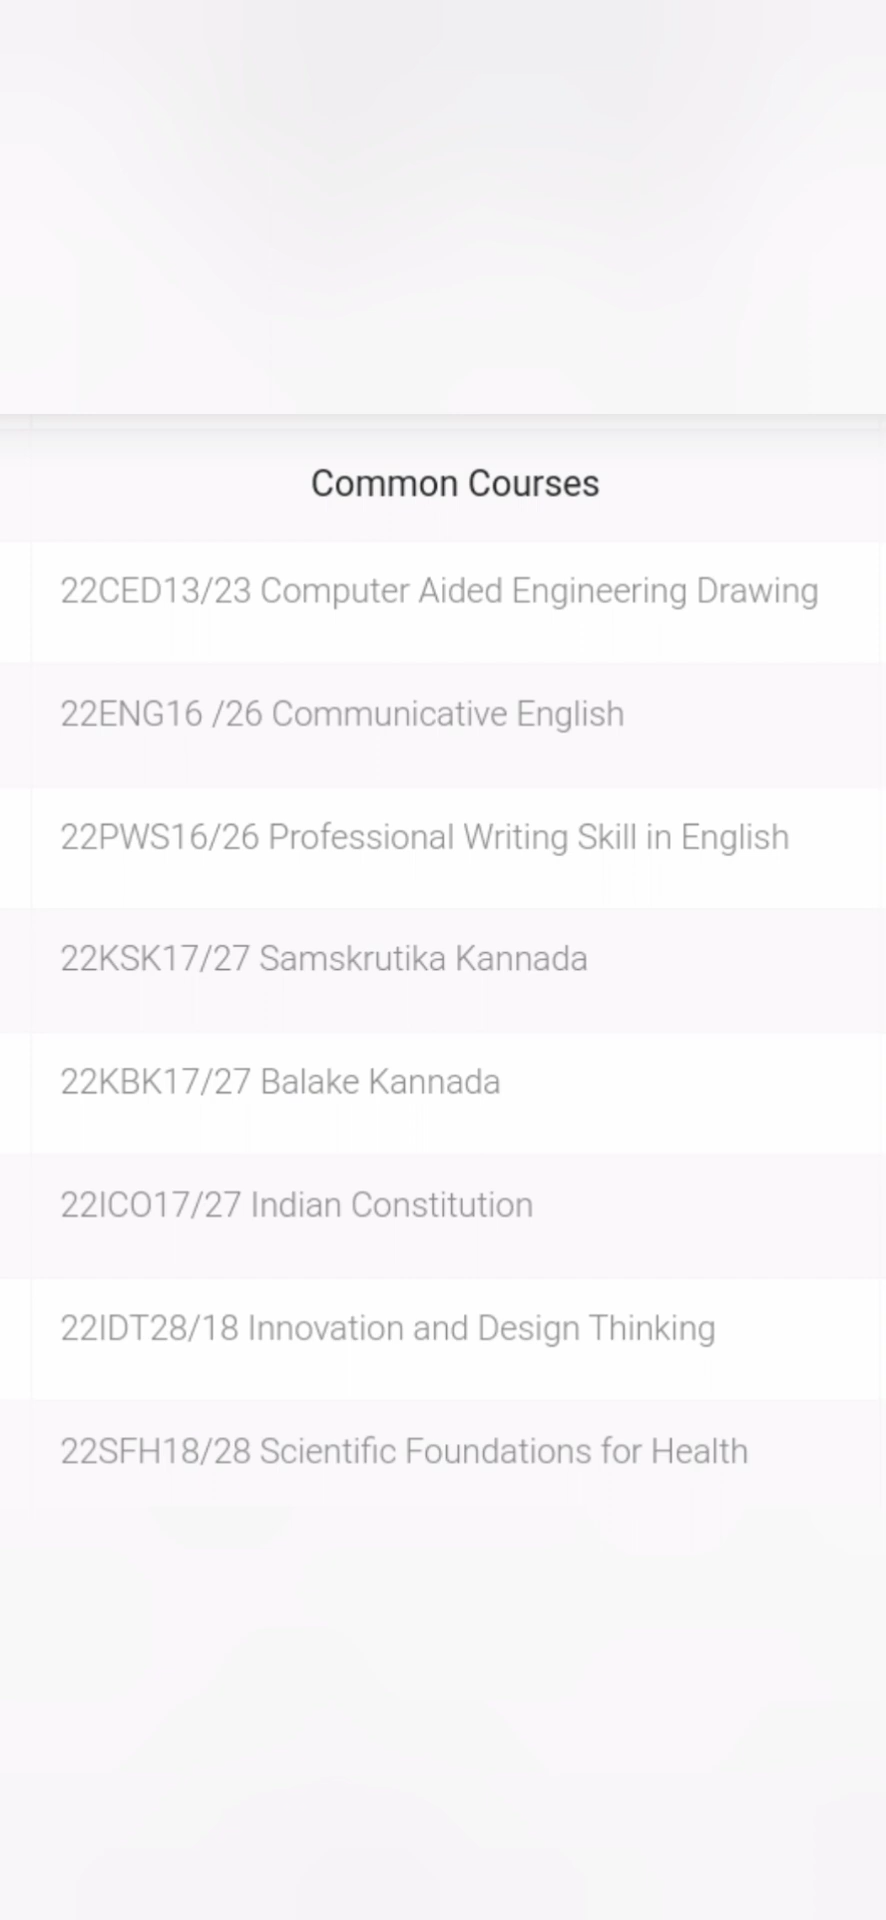 Common Courses
22CED13/23 Computer Aided Engineering Drawing
22ENG16 /26 Communicative English
22PWS16/26 Professional Writing Skill in English
22KSK17/27 Samskrutika Kannada
22KBK17/27 Balake Kannada
22ICO17/27 Indian Constitution
22IDT28/18 Innovation and Design Thinking
22SFH18/28 Scientific Foundations for Health